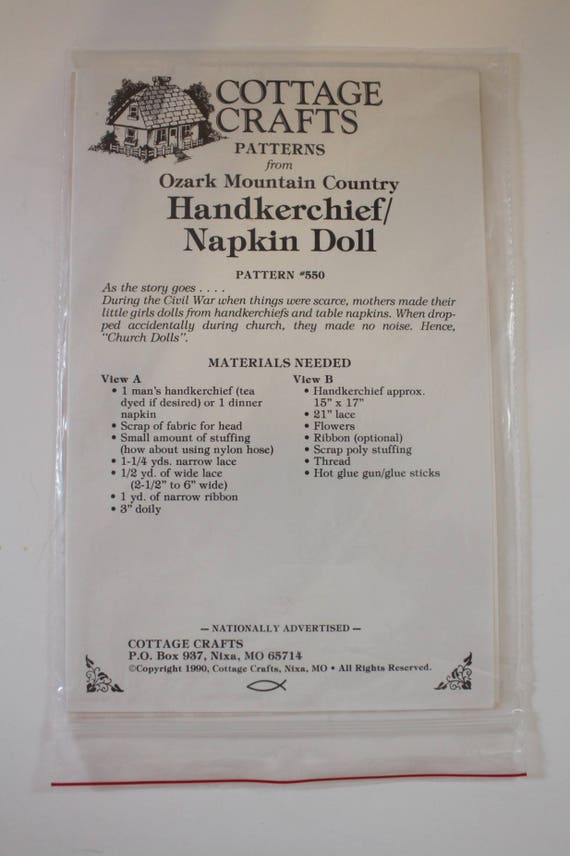 COTTAGE
CRAFTS
PATTERNS
from
Ozark Mountain Country
Handkerchief/
Napkin Doll
PATTERN #550
As the story goes . . . .
During the Civil War when things were scarce, mothers made their
little girls dolls from handkerchiefs and table napkins. When drop-
ped accidentally during church, they made no noise. Hence,
"Church Dolls".
MATERIALS NEEDED
View A
• 1 man's handkerchief (tea
dyed if desired) or 1 dinner
napkin
• Scrap of fabric for head
• Small amount of stuffing
(how about using nylon hose)
• 1-1/4 yds. narrow lace
• 1/2 yd. of wide lace
(2-1/2" to 6" wide)
• 1 yd. of narrow ribbon
• 3" doily
View B
• Handkerchief approx.
15" x 17"
• 21" lace
• Flowers
• Ribbon (optional)
• Scrap poly stuffing
• Thread
• Hot glue gun/glue sticks
— NATIONALLY ADVERTISED —
COTTAGE CRAFTS
P.O. Box 937, Nixa, MO 65714
©Copyright 1990, Cottage Crafts, Nixa, MO • All Rights Reserved.